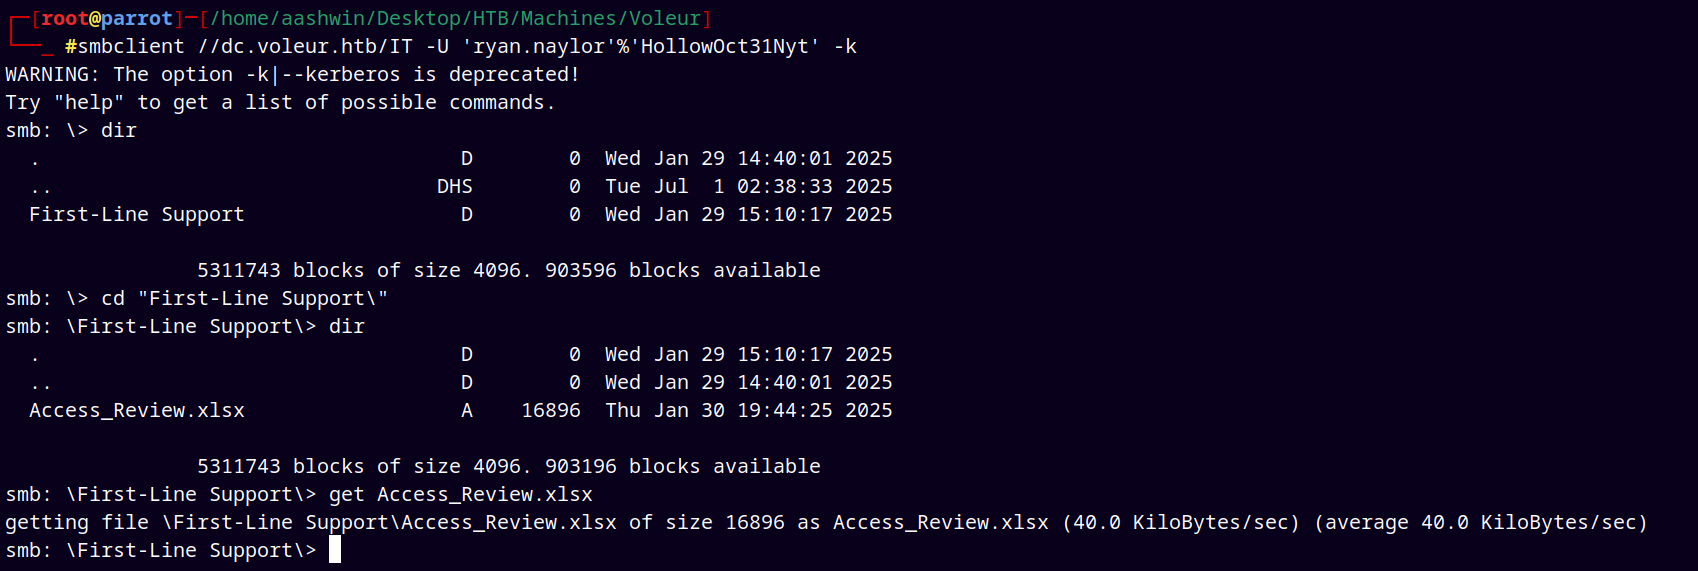 ┌─[root@parrot]─[/home/aashwin/Desktop/HTB/Machines/Voleur]
└──_ #smbclient //dc.voleur.htb/IT -U 'ryan.naylor'%'HollowOct31Nyt' -k
WARNING: The option -k|--kerberos is deprecated!
Try "help" to get a list of possible commands.
smb: \> dir
  .                                   D        0  Wed Jan 29 14:40:01 2025
  ..                                DHS        0  Tue Jul  1 02:38:33 2025
  First-Line Support                  D        0  Wed Jan 29 15:10:17 2025
                5311743 blocks of size 4096. 903596 blocks available
smb: \> cd "First-Line Support\"
smb: \First-Line Support\> dir
  .                                   D        0  Wed Jan 29 15:10:17 2025
  ..                                  D        0  Wed Jan 29 14:40:01 2025
  Access_Review.xlsx                  A    16896  Thu Jan 30 19:44:25 2025
                5311743 blocks of size 4096. 903196 blocks available
smb: \First-Line Support\> get Access_Review.xlsx
getting file \First-Line Support\Access_Review.xlsx of size 16896 as Access_Review.xlsx (40.0 KiloBytes/sec) (average 40.0 KiloBytes/sec)
smb: \First-Line Support\>